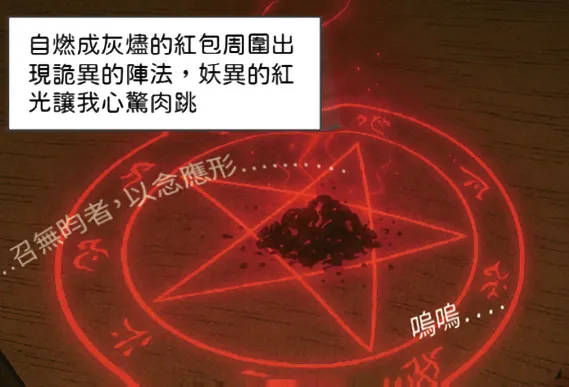 自燃成灰燼的紅包周圍出
現詭異的陣法，妖異的紅
光讓我心驚肉跳
..召無昀者,以念應形..........
嗚嗚....